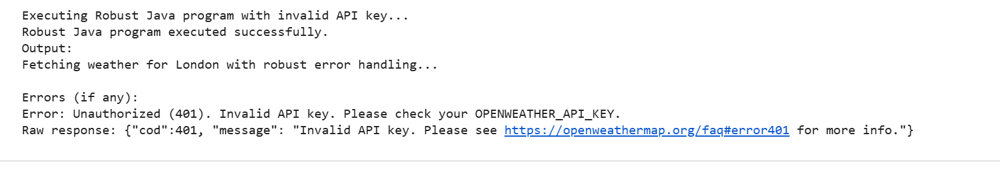 Executing Robust Java program with invalid API key...
Robust Java program executed successfully.
Output:
Fetching weather for London with robust error handling...
Errors (if any):
Error: Unauthorized (401). Invalid API key. Please check your OPENWEATHER_API_KEY.
Raw response: {"cod":401, "message": "Invalid API key. Please see https://openweathermap.org/faq#error401 for more info."}